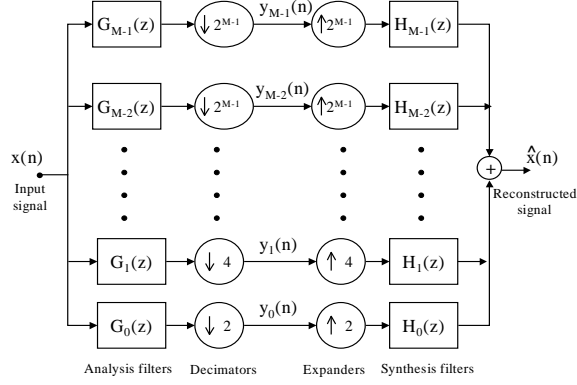 G_{M-1}(z) ↓ 2^{M-1} y_{M-1}(n) ↑ 2^{M-1} H_{M-1}(z)
G_{M-2}(z) ↓ 2^{M-1} y_{M-2}(n) ↑ 2^{M-1} H_{M-2}(z)
x(n)
Input
signal
+
x̂(n)
Reconstructed
signal
G_1(z) ↓ 4 y_1(n) ↑ 4 H_1(z)
G_0(z) ↓ 2 y_0(n) ↑ 2 H_0(z)
Analysis filters Decimators Expanders Synthesis filters